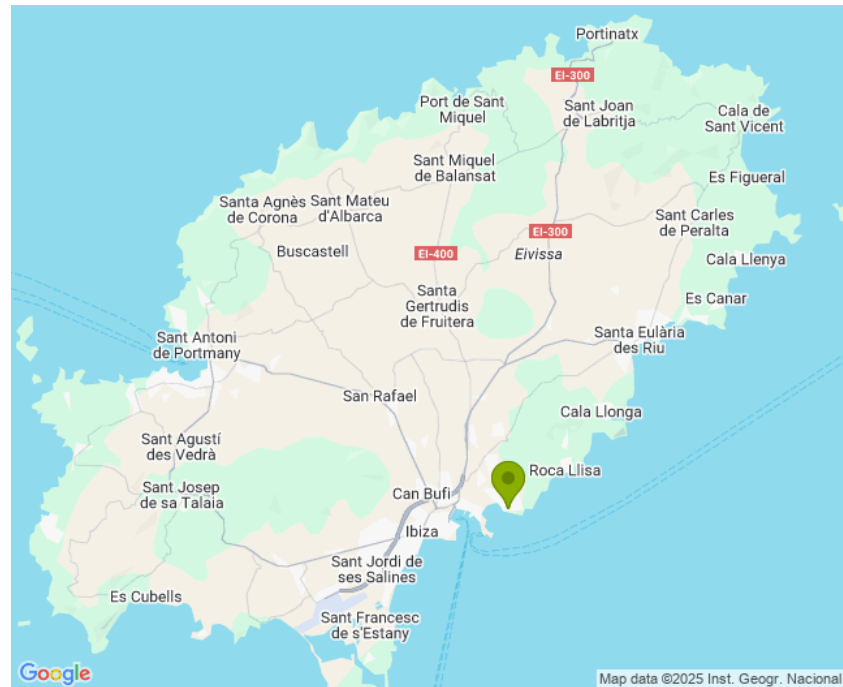 Portinatx
EI-300
Port de Sant
Miquel
Sant Joan
de Labritja
Cala de
Sant Vicent
Sant Miquel
de Balansat
Es Figueral
Santa Agnès
de Corona
Sant Mateu
d'Albarca
Sant Carles
de Peralta
EI-300
Buscastell
EI-400
Eivissa
Cala Llenya
Santa
Gertrudis
de Fruitera
Es Canar
Sant Antoni
de Portmany
Santa Eulària
des Riu
San Rafael
Cala Llonga
Sant Agustí
des Vedrà
Roca Llisa
Sant Josep
de sa Talaia
Can Bufi
Ibiza
Sant Jordi de
ses Salines
Es Cubells
Sant Francesc
de s'Estany
Google
Map data ©2025 Inst. Geogr. Nacional